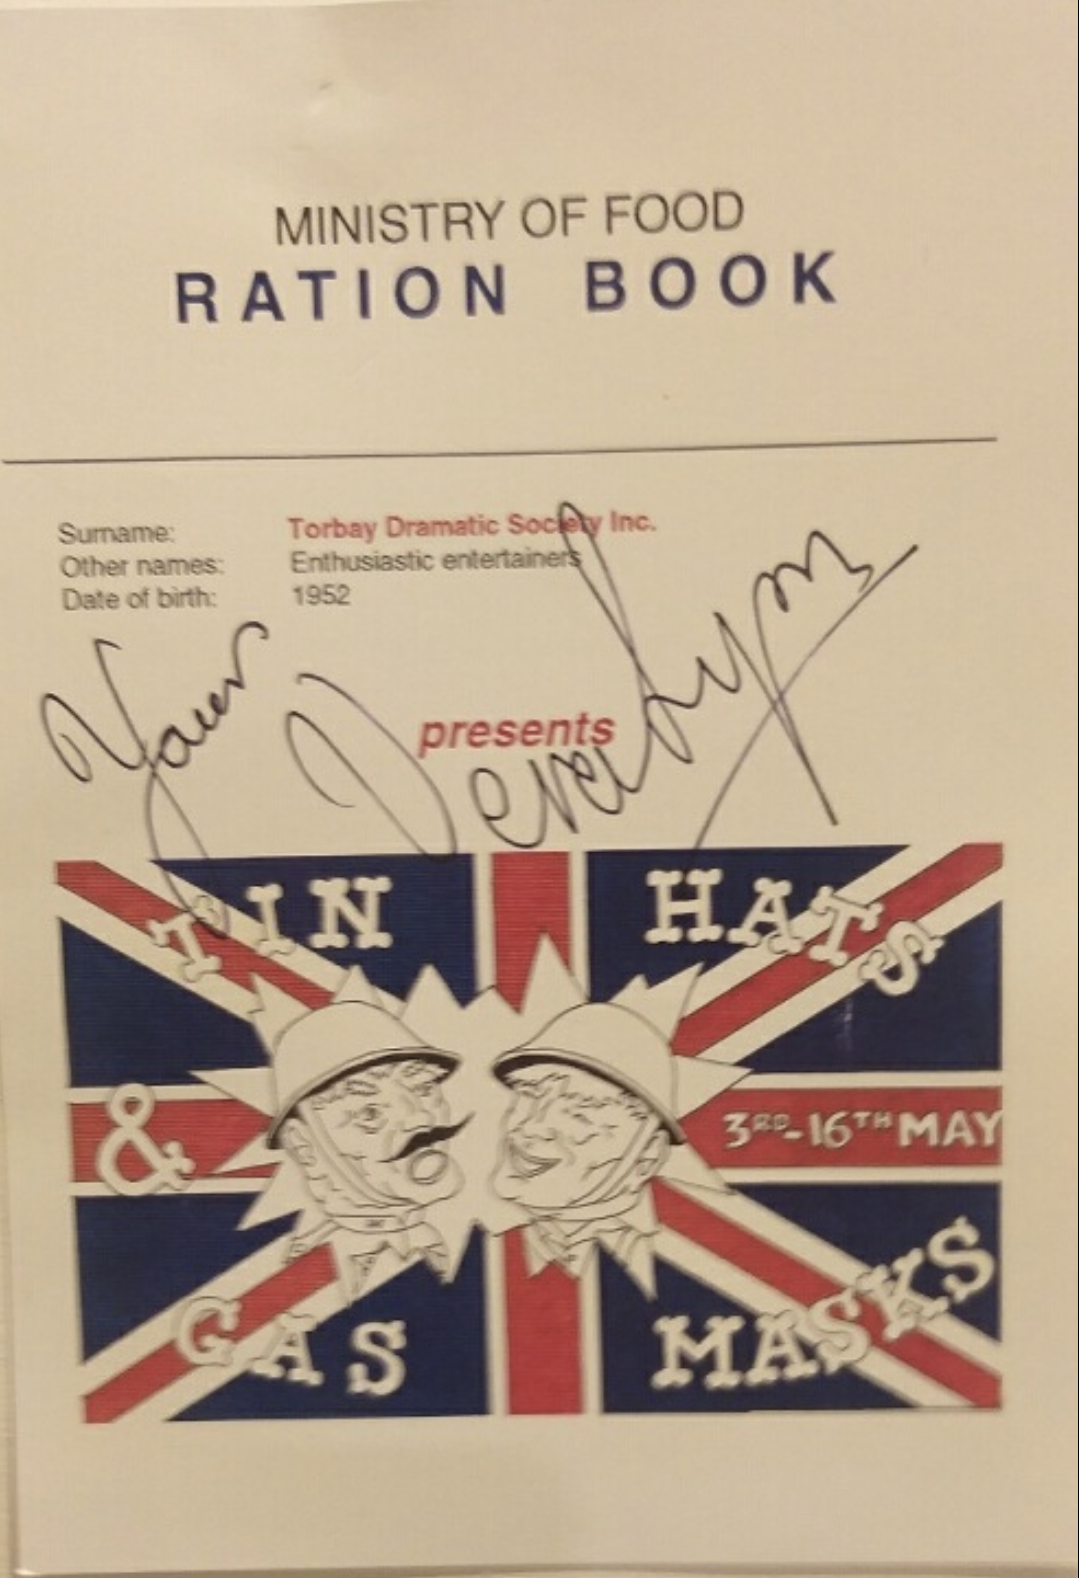 MINISTRY OF FOOD
RATION BOOK
Surname: Torbay Dramatic Society Inc.
Other names: Enthusiastic entertainers
Date of birth: 1952
presents
TIN HATS
& 3RD-16TH MAY
GAS MASKS